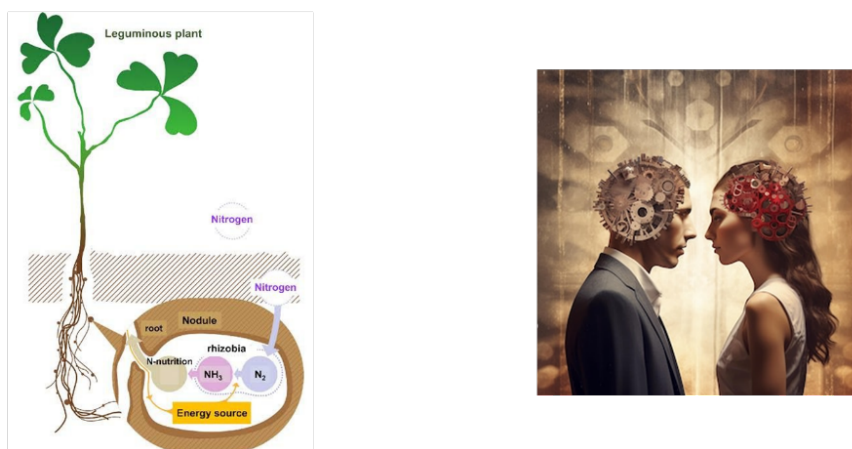 Leguminous plant
Nitrogen
Nitrogen
Nodule
root
rhizobia
N-nutrition
NH₃
N₂
Energy source